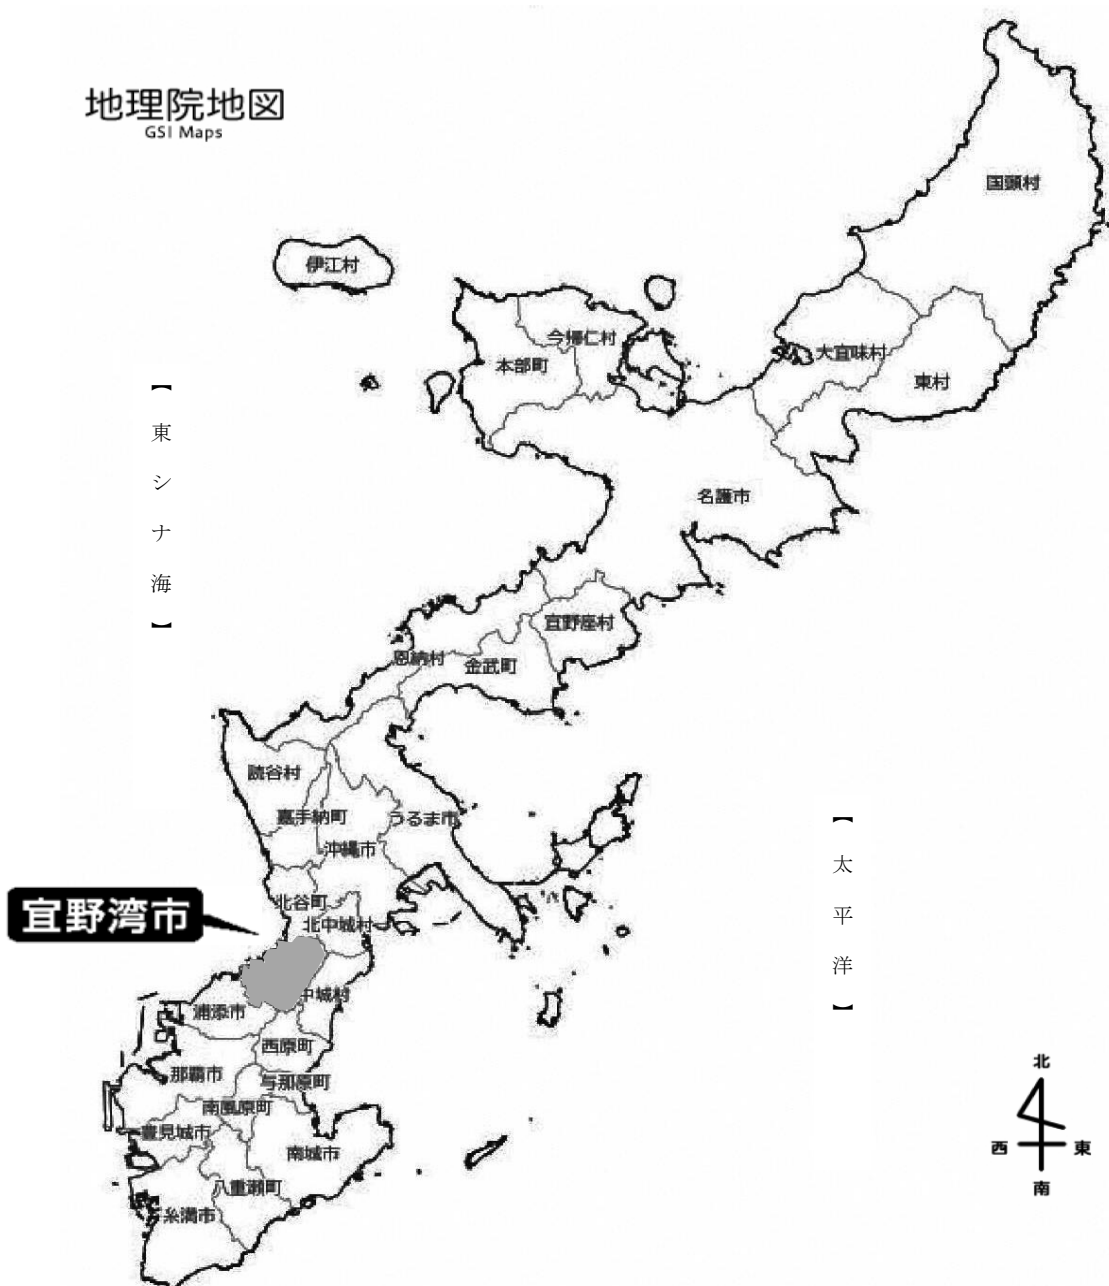 地理院地図
GSI Maps
国頭村
伊江村
今帰仁村
大宜味村
本部町
東村
【東シナ海】
名護市
宜野座村
恩納村
金武町
読谷村
嘉手納町
うるま市
沖縄市
【太平洋】
北谷町
宜野湾市
北中城村
中城村
浦添市
西原町
那覇市
与那原町
南風原町
豊見城市
南城市
八重瀬町
糸満市
北
西
東
南